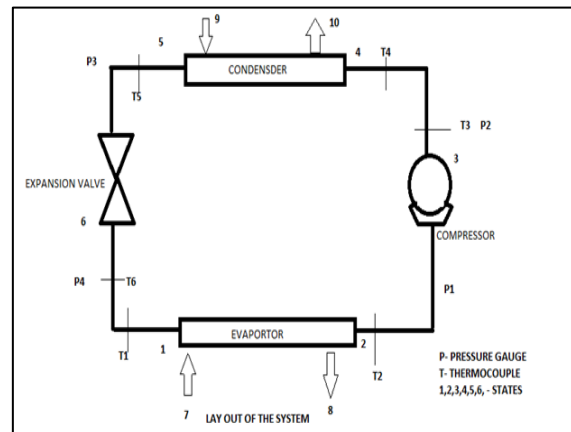 9
10
5
4
T4
P3
CONDENSDER
T5
T3 P2
3
EXPANSION VALVE
6
COMPRESSOR
P4
T6
P1
EVAPORTOR
T1
1
2
T2
P- PRESSURE GAUGE
T- THERMOCOUPLE
1,2,3,4,5,6, - STATES
7
LAY OUT OF THE SYSTEM
8